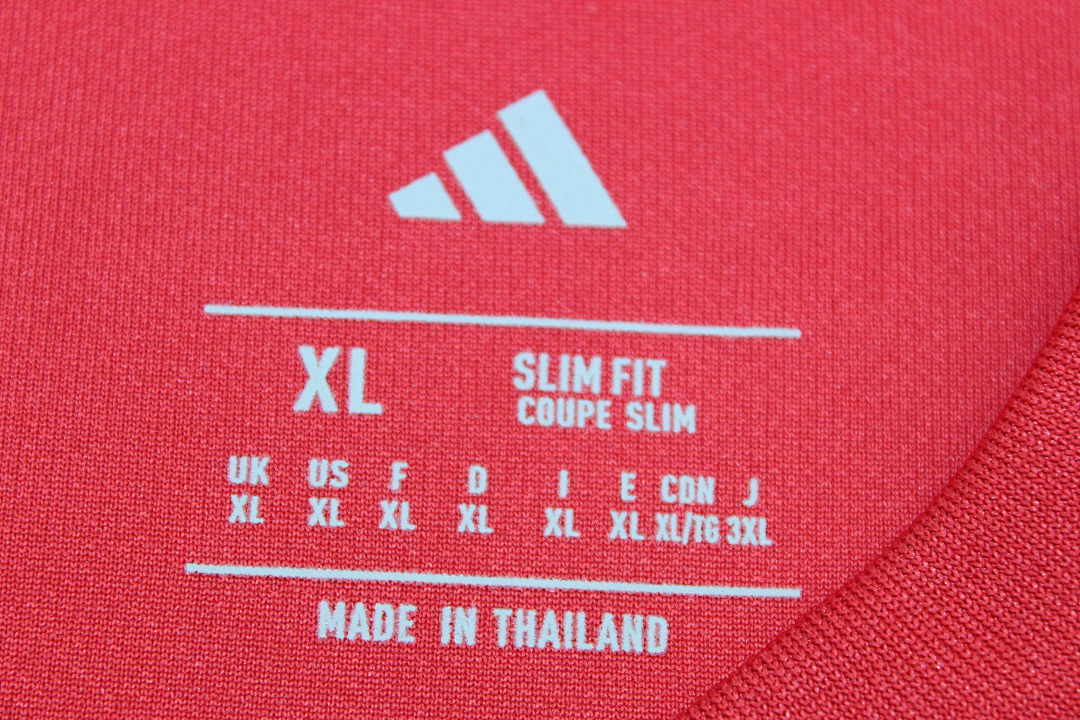 XL SLIM FIT
COUPE SLIM
UK US F D I E CDN J
XL XL XL XL XL XL XL/TG 3XL
MADE IN THAILAND